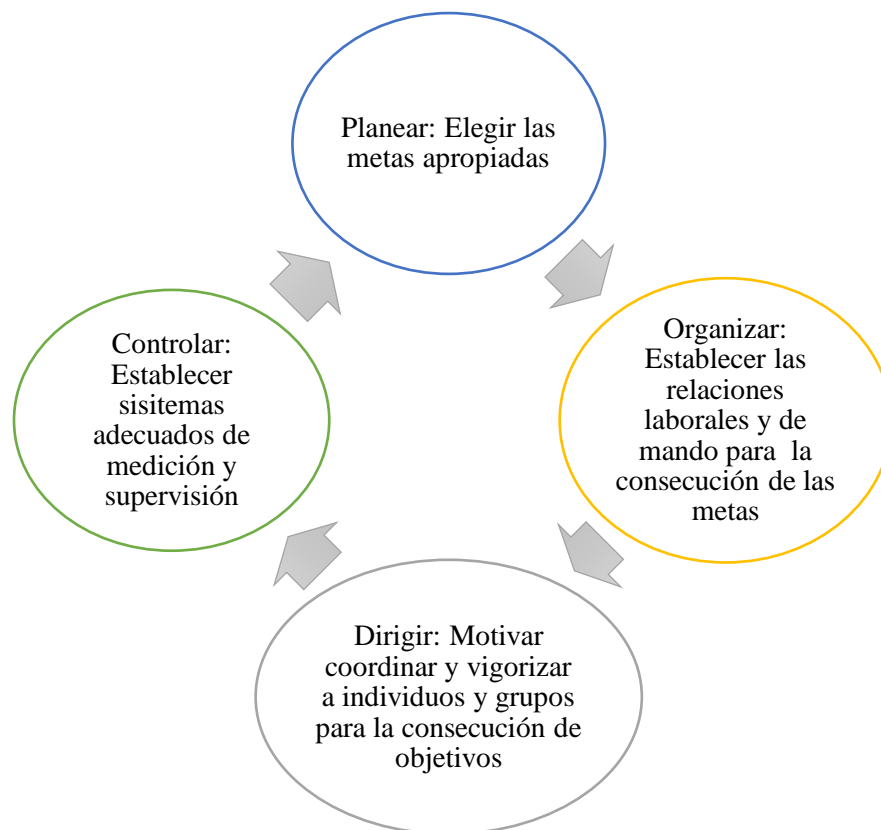 Planear: Elegir las
metas apropiadas
Organizar:
Establecer las
relaciones
laborales y de
mando para  la
consecución de las
metas
Dirigir: Motivar
coordinar y vigorizar
a individuos y grupos
para la consecución de
objetivos
Controlar:
Establecer
sisitemas
adecuados de
medición y
supervisión